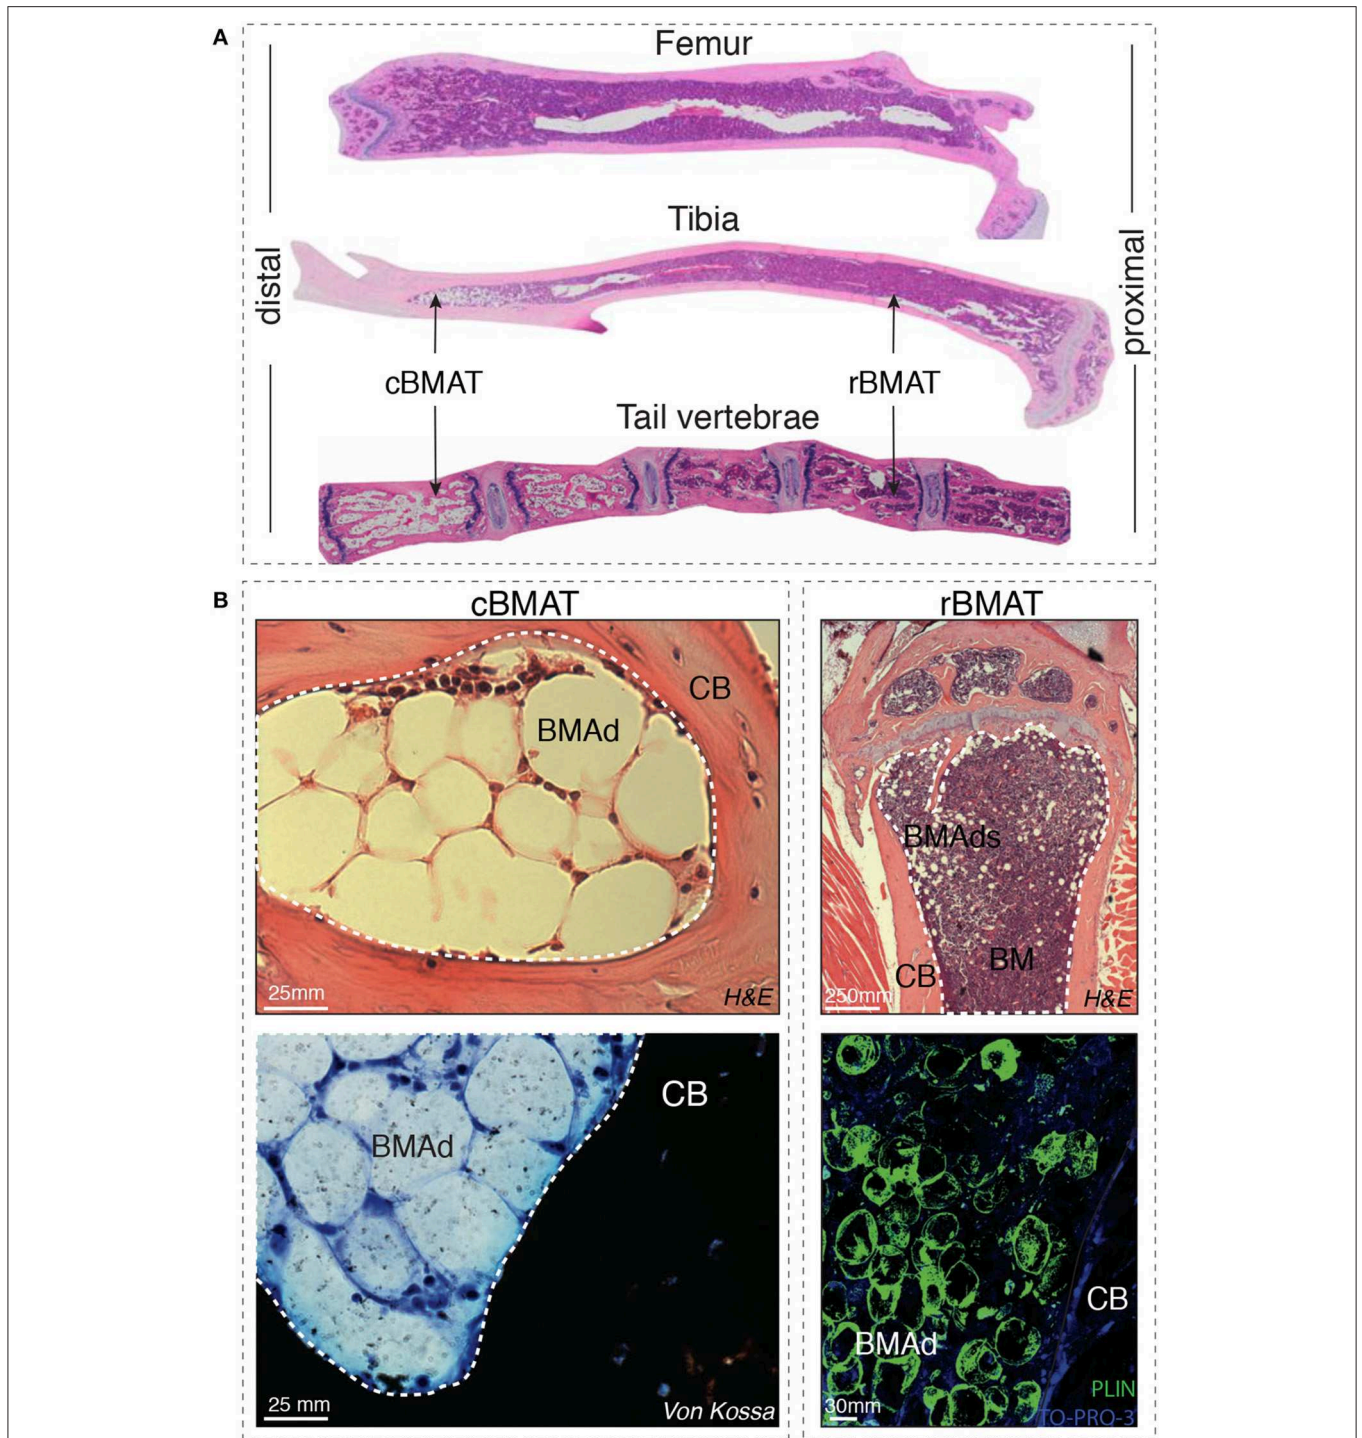 A
Femur
Tibia
distal
proximal
cBMAT
rBMAT
Tail vertebrae
B
cBMAT
rBMAT
CB
BMAd
25mm
H&E
BMAds
CB
BM
250mm
H&E
CB
BMAd
25 mm
Von Kossa
CB
BMAd
PLIN
30mm
TO-PRO-3